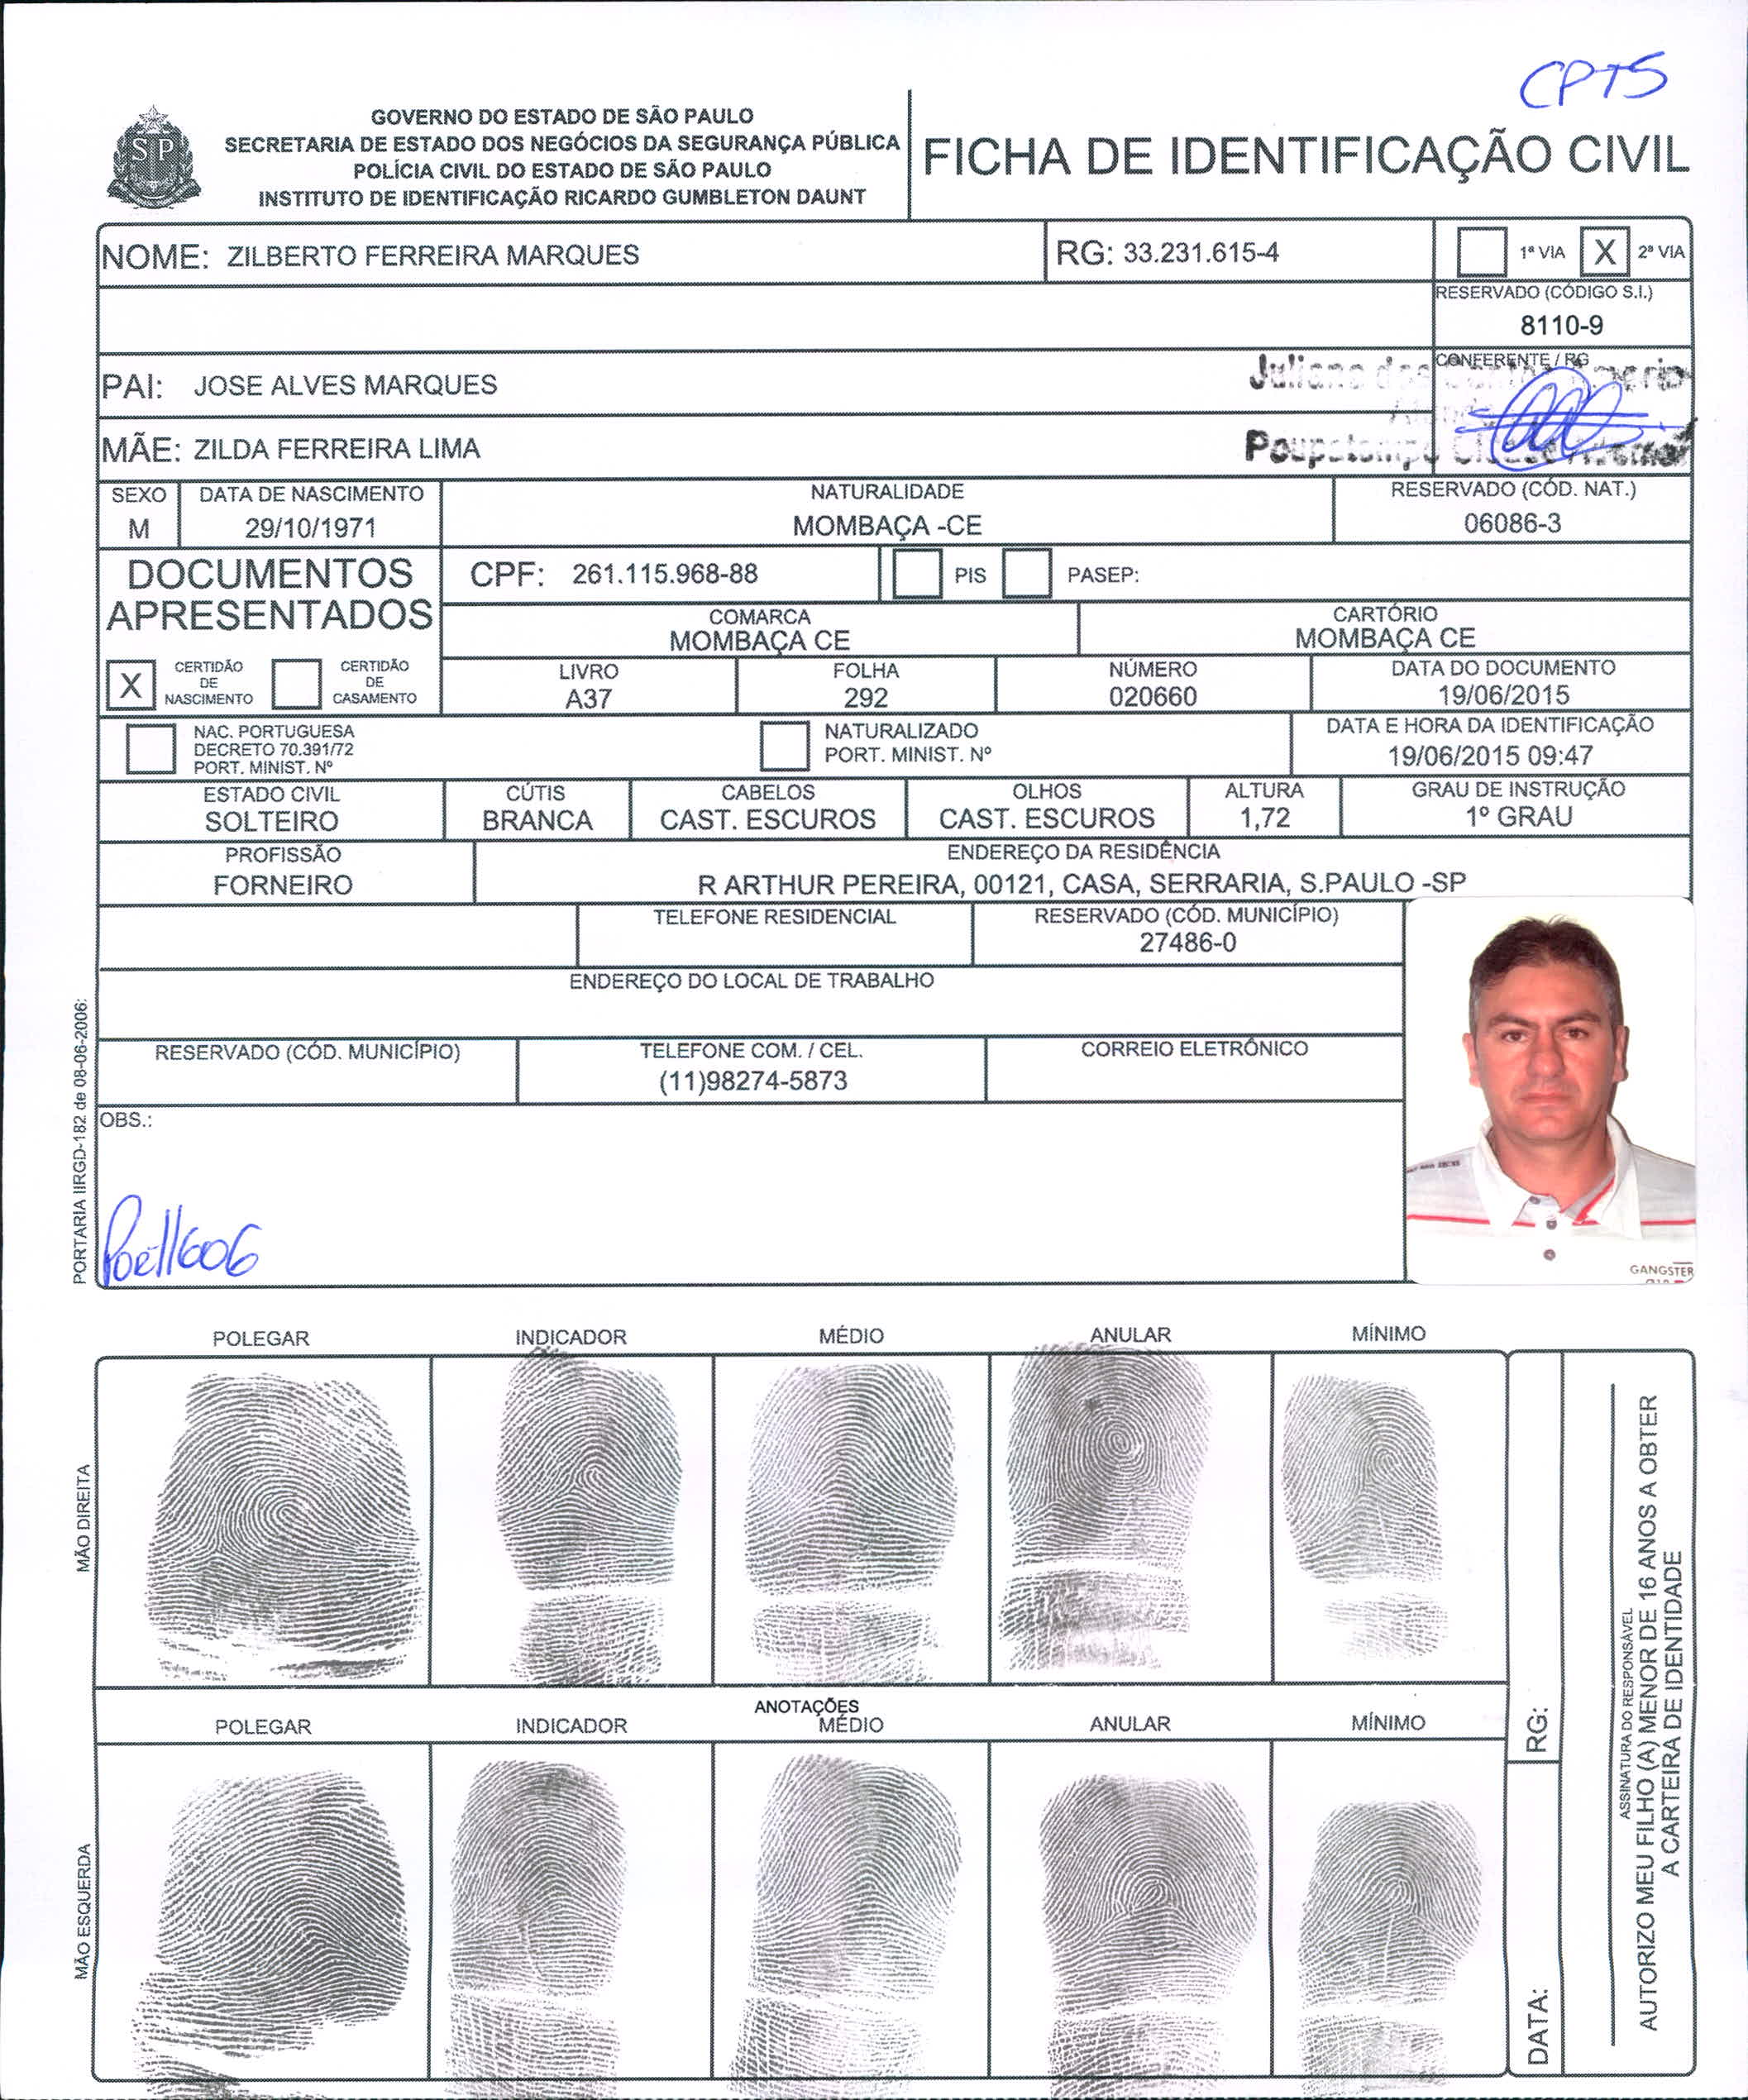 CPTS
GOVERNO DO ESTADO DE SÃO PAULO
SECRETARIA DE ESTADO DOS NEGÓCIOS DA SEGURANÇA PÚBLICA
POLÍCIA CIVIL DO ESTADO DE SÃO PAULO
INSTITUTO DE IDENTIFICAÇÃO RICARDO GUMBLETON DAUNT
SP
FICHA DE IDENTIFICAÇÃO CIVIL
NOME: ZILBERTO FERREIRA MARQUES
RG: 33.231.615-4
1ª VIA X 2ª VIA
RESERVADO (CÓDIGO S.I.)
8110-9
CONFERENTE / RG
PAI: JOSE ALVES MARQUES
MÃE: ZILDA FERREIRA LIMA
Poupatempo
SEXO DATA DE NASCIMENTO NATURALIDADE RESERVADO (CÓD. NAT.)
M 29/10/1971 MOMBAÇA -CE 06086-3
DOCUMENTOS
APRESENTADOS
CPF: 261.115.968-88 PIS PASEP:
COMARCA CARTÓRIO
MOMBAÇA CE MOMBAÇA CE
X CERTIDÃO DE NASCIMENTO CERTIDÃO DE CASAMENTO
LIVRO FOLHA NÚMERO DATA DO DOCUMENTO
A37 292 020660 19/06/2015
NAC. PORTUGUESA
DECRETO 70.391/72
PORT. MINIST. Nº
NATURALIZADO
PORT. MINIST. Nº
DATA E HORA DA IDENTIFICAÇÃO
19/06/2015 09:47
ESTADO CIVIL CÚTIS CABELOS OLHOS ALTURA GRAU DE INSTRUÇÃO
SOLTEIRO BRANCA CAST. ESCUROS CAST. ESCUROS 1,72 1º GRAU
PROFISSÃO ENDEREÇO DA RESIDÊNCIA
FORNEIRO R ARTHUR PEREIRA, 00121, CASA, SERRARIA, S.PAULO -SP
TELEFONE RESIDENCIAL RESERVADO (CÓD. MUNICÍPIO)
27486-0
ENDEREÇO DO LOCAL DE TRABALHO
RESERVADO (CÓD. MUNICÍPIO) TELEFONE COM. / CEL. CORREIO ELETRÔNICO
(11)98274-5873
OBS.:
GANGSTER
PORTARIA IIRGD-182 de 08-06-2006:
POLEGAR INDICADOR MÉDIO ANULAR MÍNIMO
MÃO DIREITA
ANOTAÇÕES
POLEGAR INDICADOR MÉDIO ANULAR MÍNIMO
MÃO ESQUERDA
RG:
DATA:
ASSINATURA DO RESPONSÁVEL
AUTORIZO MEU FILHO (A) MENOR DE 16 ANOS A OBTER
A CARTEIRA DE IDENTIDADE